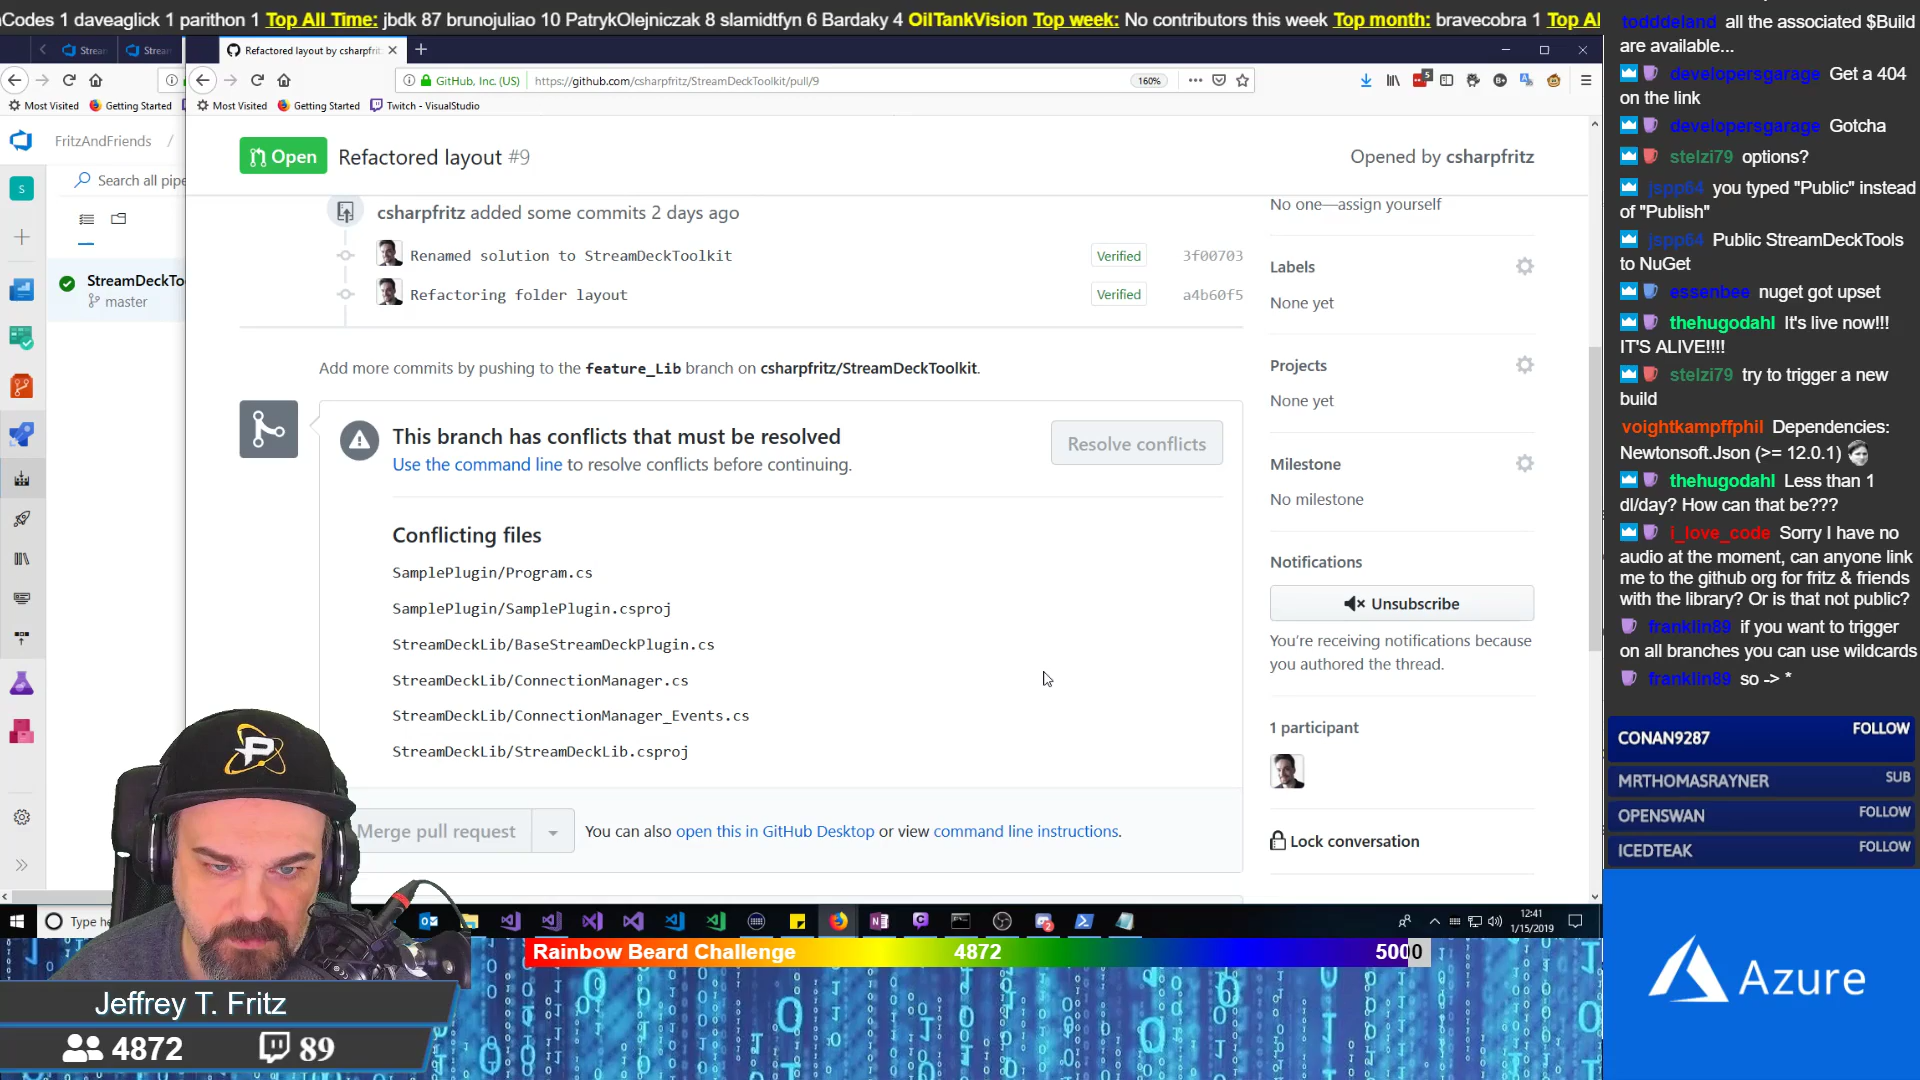 Codes 1 daveaglick 1 parithon 1 Top All Time: jbdk 87 brunojuliao 10 PatrykOlejniczak 8 slamidtfyn 6 Bardaky 4 OilTankVision Top week: No contributors this week Top month: bravecobra 1 Top Al
Strea
Strea
Refactored layout by csharpfrit
GitHub, Inc. (US)
https://github.com/csharpfritz/StreamDeckToolkit/pull/9
160%
5
Most Visited
Getting Started
Most Visited
Getting Started
Twitch - VisualStudio
FritzAndFriends /
S
Search all pipe
StreamDeckTo
master
Open
Refactored layout #9
Opened by csharpfritz
csharpfritz added some commits 2 days ago
Renamed solution to StreamDeckToolkit
Verified
3f00703
Refactoring folder layout
Verified
a4b60f5
Add more commits by pushing to the feature_Lib branch on csharpfritz/StreamDeckToolkit.
This branch has conflicts that must be resolved
Use the command line to resolve conflicts before continuing.
Resolve conflicts
Conflicting files
SamplePlugin/Program.cs
SamplePlugin/SamplePlugin.csproj
StreamDeckLib/BaseStreamDeckPlugin.cs
StreamDeckLib/ConnectionManager.cs
StreamDeckLib/ConnectionManager_Events.cs
StreamDeckLib/StreamDeckLib.csproj
Merge pull request
You can also open this in GitHub Desktop or view command line instructions.
No one—assign yourself
Labels
None yet
Projects
None yet
Milestone
No milestone
Notifications
Unsubscribe
You're receiving notifications because
you authored the thread.
1 participant
Lock conversation
Type he
12:41
1/15/2019
todddeland all the associated $Build
are available...
developersgarage Get a 404
on the link
developersgarage Gotcha
stelzi79 options?
jspp64 you typed "Public" instead
of "Publish"
jspp64 Public StreamDeckTools
to NuGet
essenbee nuget got upset
thehugodahl It's live now!!!
IT'S ALIVE!!!!
stelzi79 try to trigger a new
build
voightkampffphil Dependencies:
Newtonsoft.Json (>= 12.0.1)
thehugodahl Less than 1
dl/day? How can that be???
i_love_code Sorry I have no
audio at the moment, can anyone link
me to the github org for fritz & friends
with the library? Or is that not public?
franklin89 if you want to trigger
on all branches you can use wildcards
franklin89 so -> *
CONAN9287 FOLLOW
MRTHOMASRAYNER SUB
OPENSWAN FOLLOW
ICEDTEAK FOLLOW
Azure
Rainbow Beard Challenge 4872 5000
Jeffrey T. Fritz
4872 89